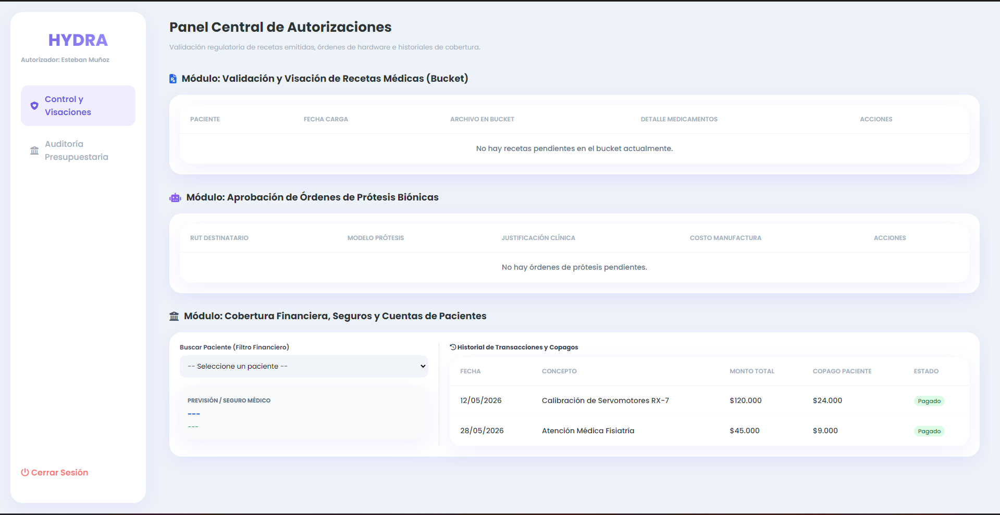 HYDRA
Autorizador: Esteban Muñoz
Control y
Visaciones
Auditoría
Presupuestaria
Cerrar Sesión
Panel Central de Autorizaciones
Validación regulatoria de recetas emitidas, órdenes de hardware e historiales de cobertura.
Módulo: Validación y Visación de Recetas Médicas (Bucket)
PACIENTE FECHA CARGA ARCHIVO EN BUCKET DETALLE MEDICAMENTOS ACCIONES
No hay recetas pendientes en el bucket actualmente.
Módulo: Aprobación de Órdenes de Prótesis Biónicas
RUT DESTINATARIO MODELO PRÓTESIS JUSTIFICACIÓN CLÍNICA COSTO MANUFACTURA ACCIONES
No hay órdenes de prótesis pendientes.
Módulo: Cobertura Financiera, Seguros y Cuentas de Pacientes
Buscar Paciente (Filtro Financiero)
-- Seleccione un paciente --
PREVISIÓN / SEGURO MÉDICO
---
---
Historial de Transacciones y Copagos
FECHA CONCEPTO MONTO TOTAL COPAGO PACIENTE ESTADO
12/05/2026 Calibración de Servomotores RX-7 $120.000 $24.000 Pagado
28/05/2026 Atención Médica Fisiatría $45.000 $9.000 Pagado